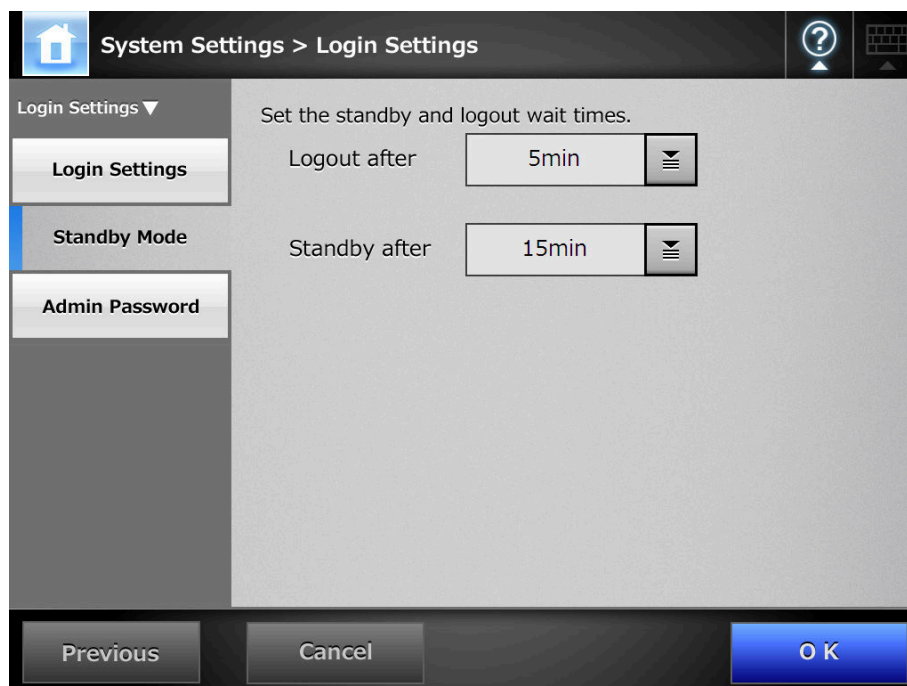 System Settings > Login Settings
?
Login Settings ▼
Login Settings
Standby Mode
Admin Password
Set the standby and logout wait times.
Logout after
5min
Standby after
15min
Previous
Cancel
O K